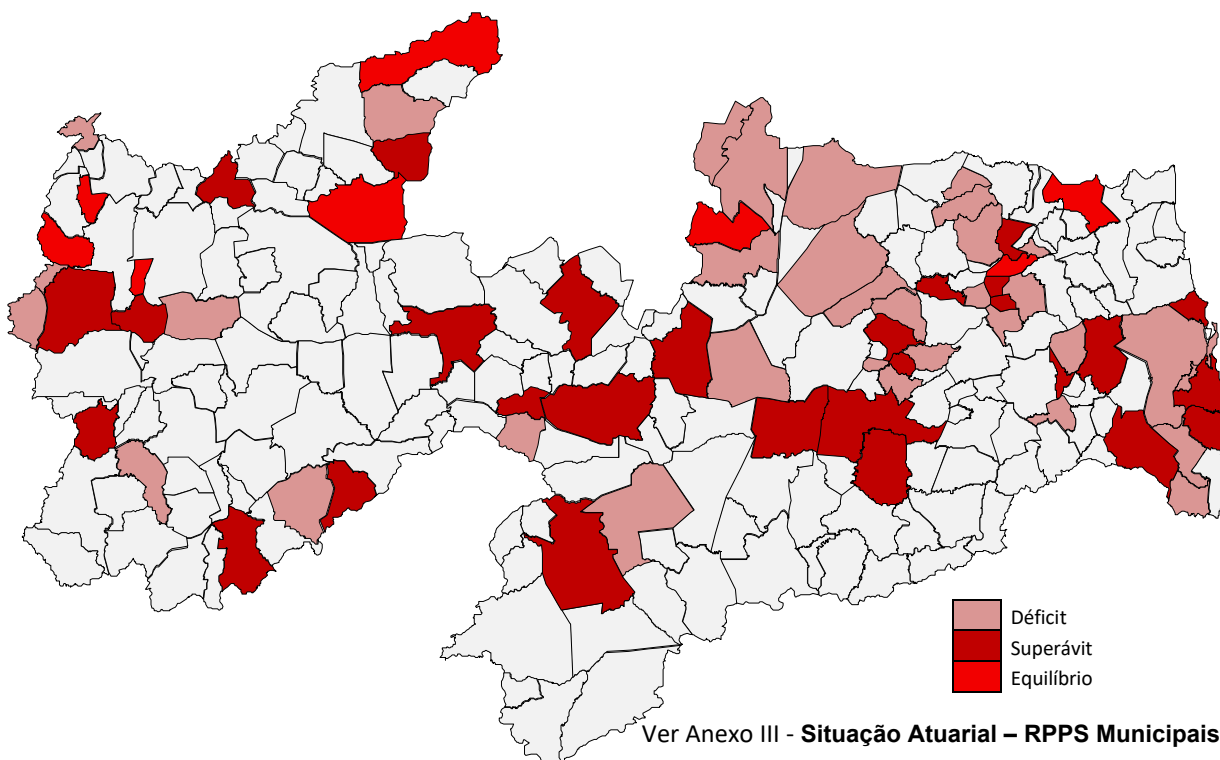 Déficit
Superávit
Equilíbrio
Ver Anexo III - Situação Atuarial – RPPS Municipais